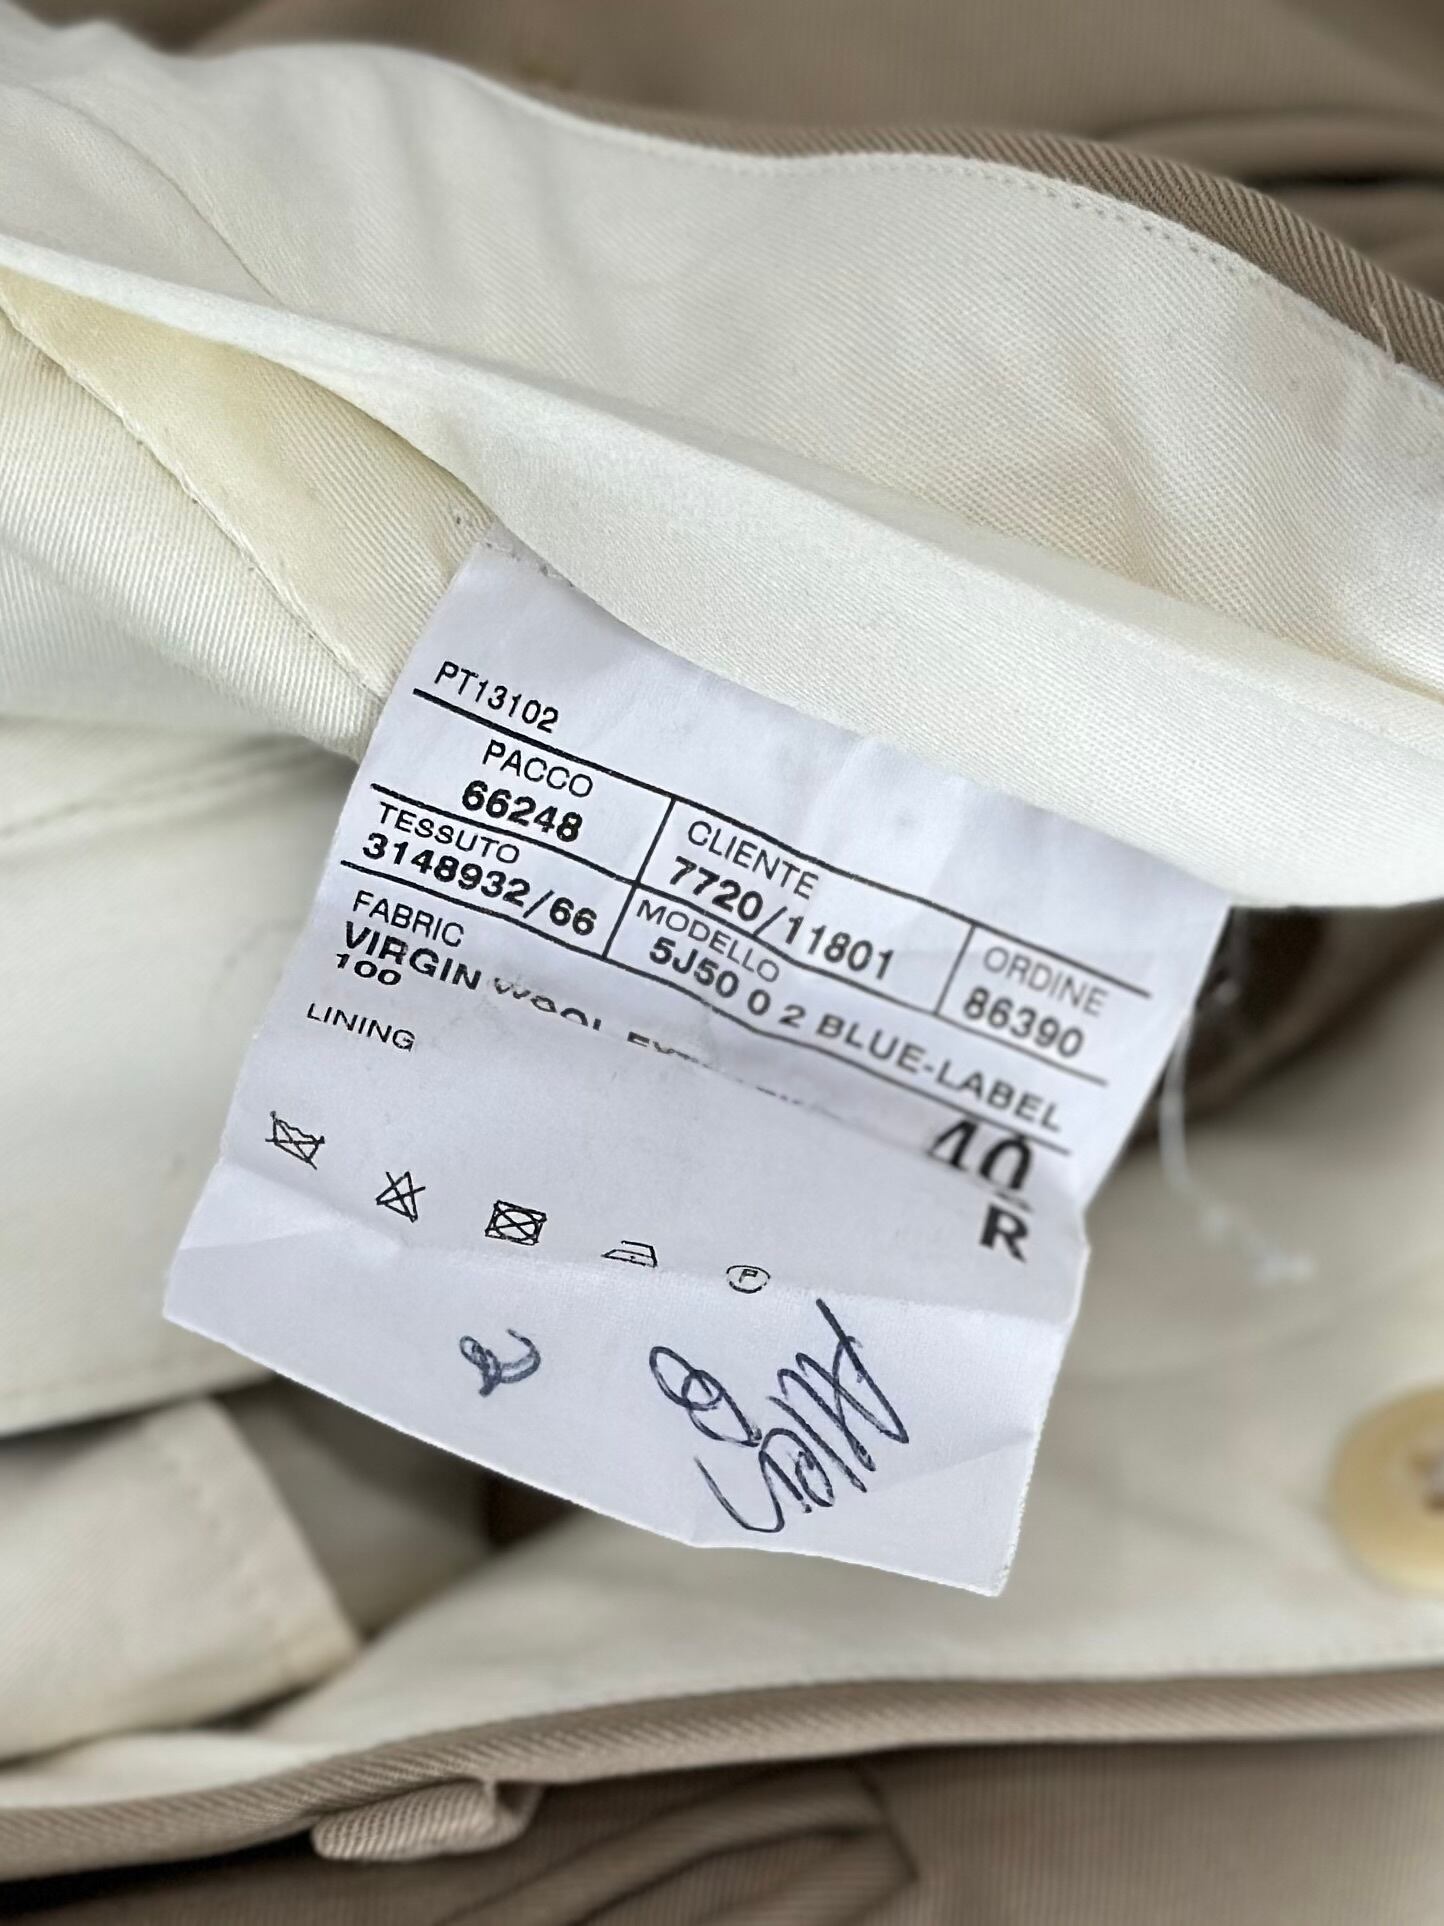 PT13102
PACCO
66248
CLIENTE
7720/11801
ORDINE
86390
TESSUTO
3148932/66
MODELLO
5J50 0 2 BLUE-LABEL
FABRIC
VIRGIN WOOL
100
40
R
LINING
P